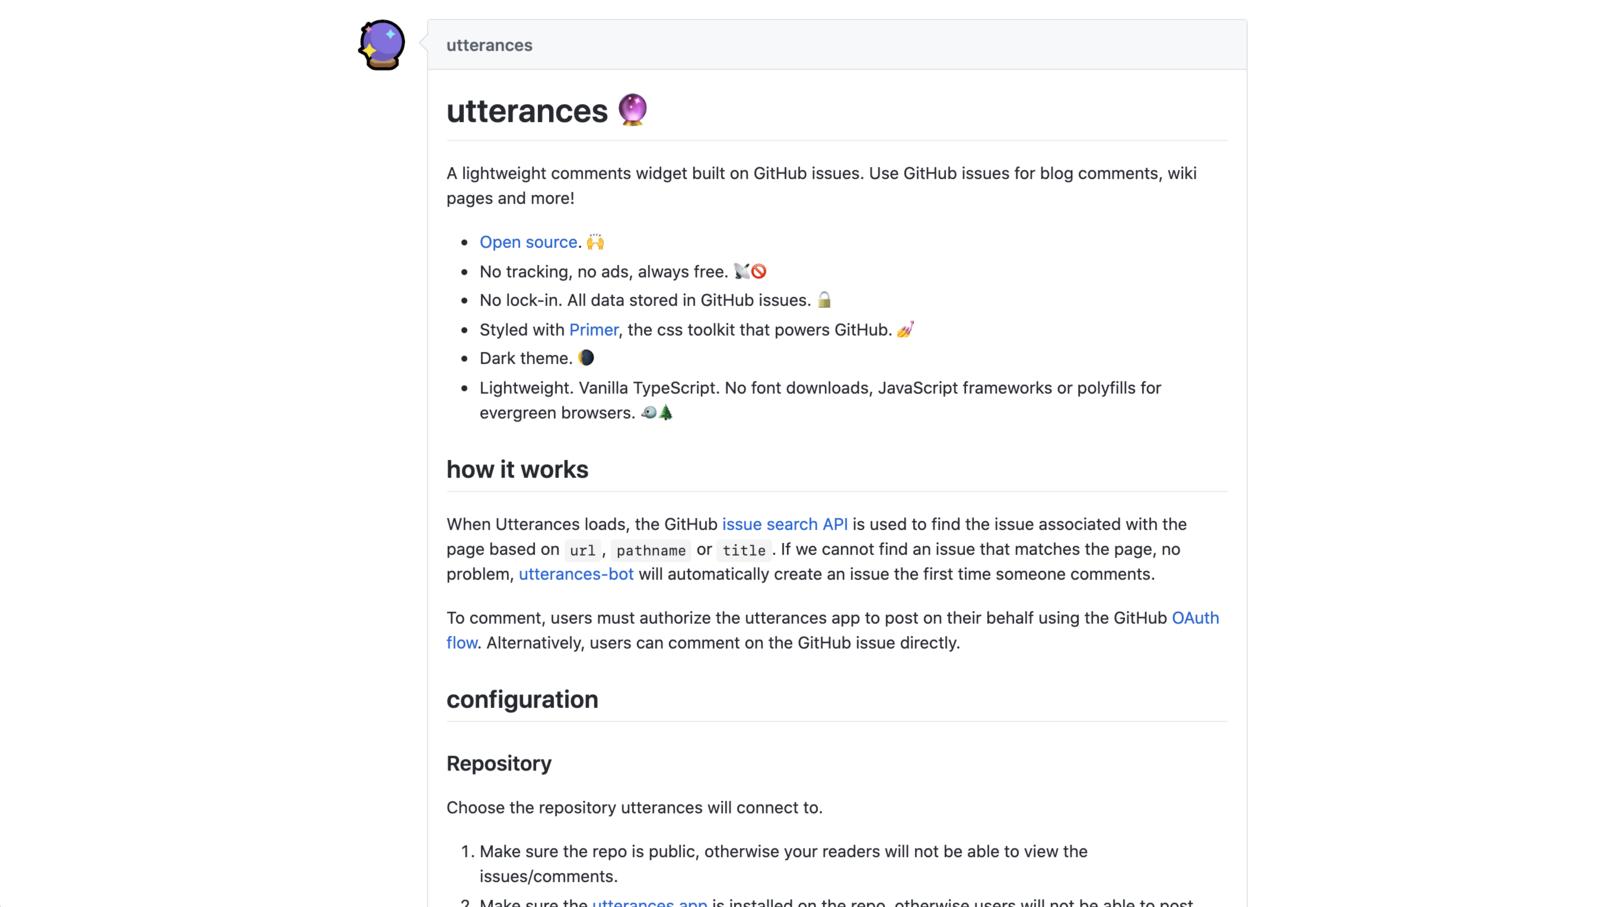 utterances
utterances
A lightweight comments widget built on GitHub issues. Use GitHub issues for blog comments, wiki
pages and more!
Open source.
No tracking, no ads, always free.
No lock-in. All data stored in GitHub issues.
Styled with Primer, the css toolkit that powers GitHub.
Dark theme.
Lightweight. Vanilla TypeScript. No font downloads, JavaScript frameworks or polyfills for
evergreen browsers.
how it works
When Utterances loads, the GitHub issue search API is used to find the issue associated with the
page based on url, pathname or title. If we cannot find an issue that matches the page, no
problem, utterances-bot will automatically create an issue the first time someone comments.
To comment, users must authorize the utterances app to post on their behalf using the GitHub OAuth
flow. Alternatively, users can comment on the GitHub issue directly.
configuration
Repository
Choose the repository utterances will connect to.
1. Make sure the repo is public, otherwise your readers will not be able to view the
issues/comments.
2. Make sure the utterances app is installed on the repo, otherwise users will not be able to post